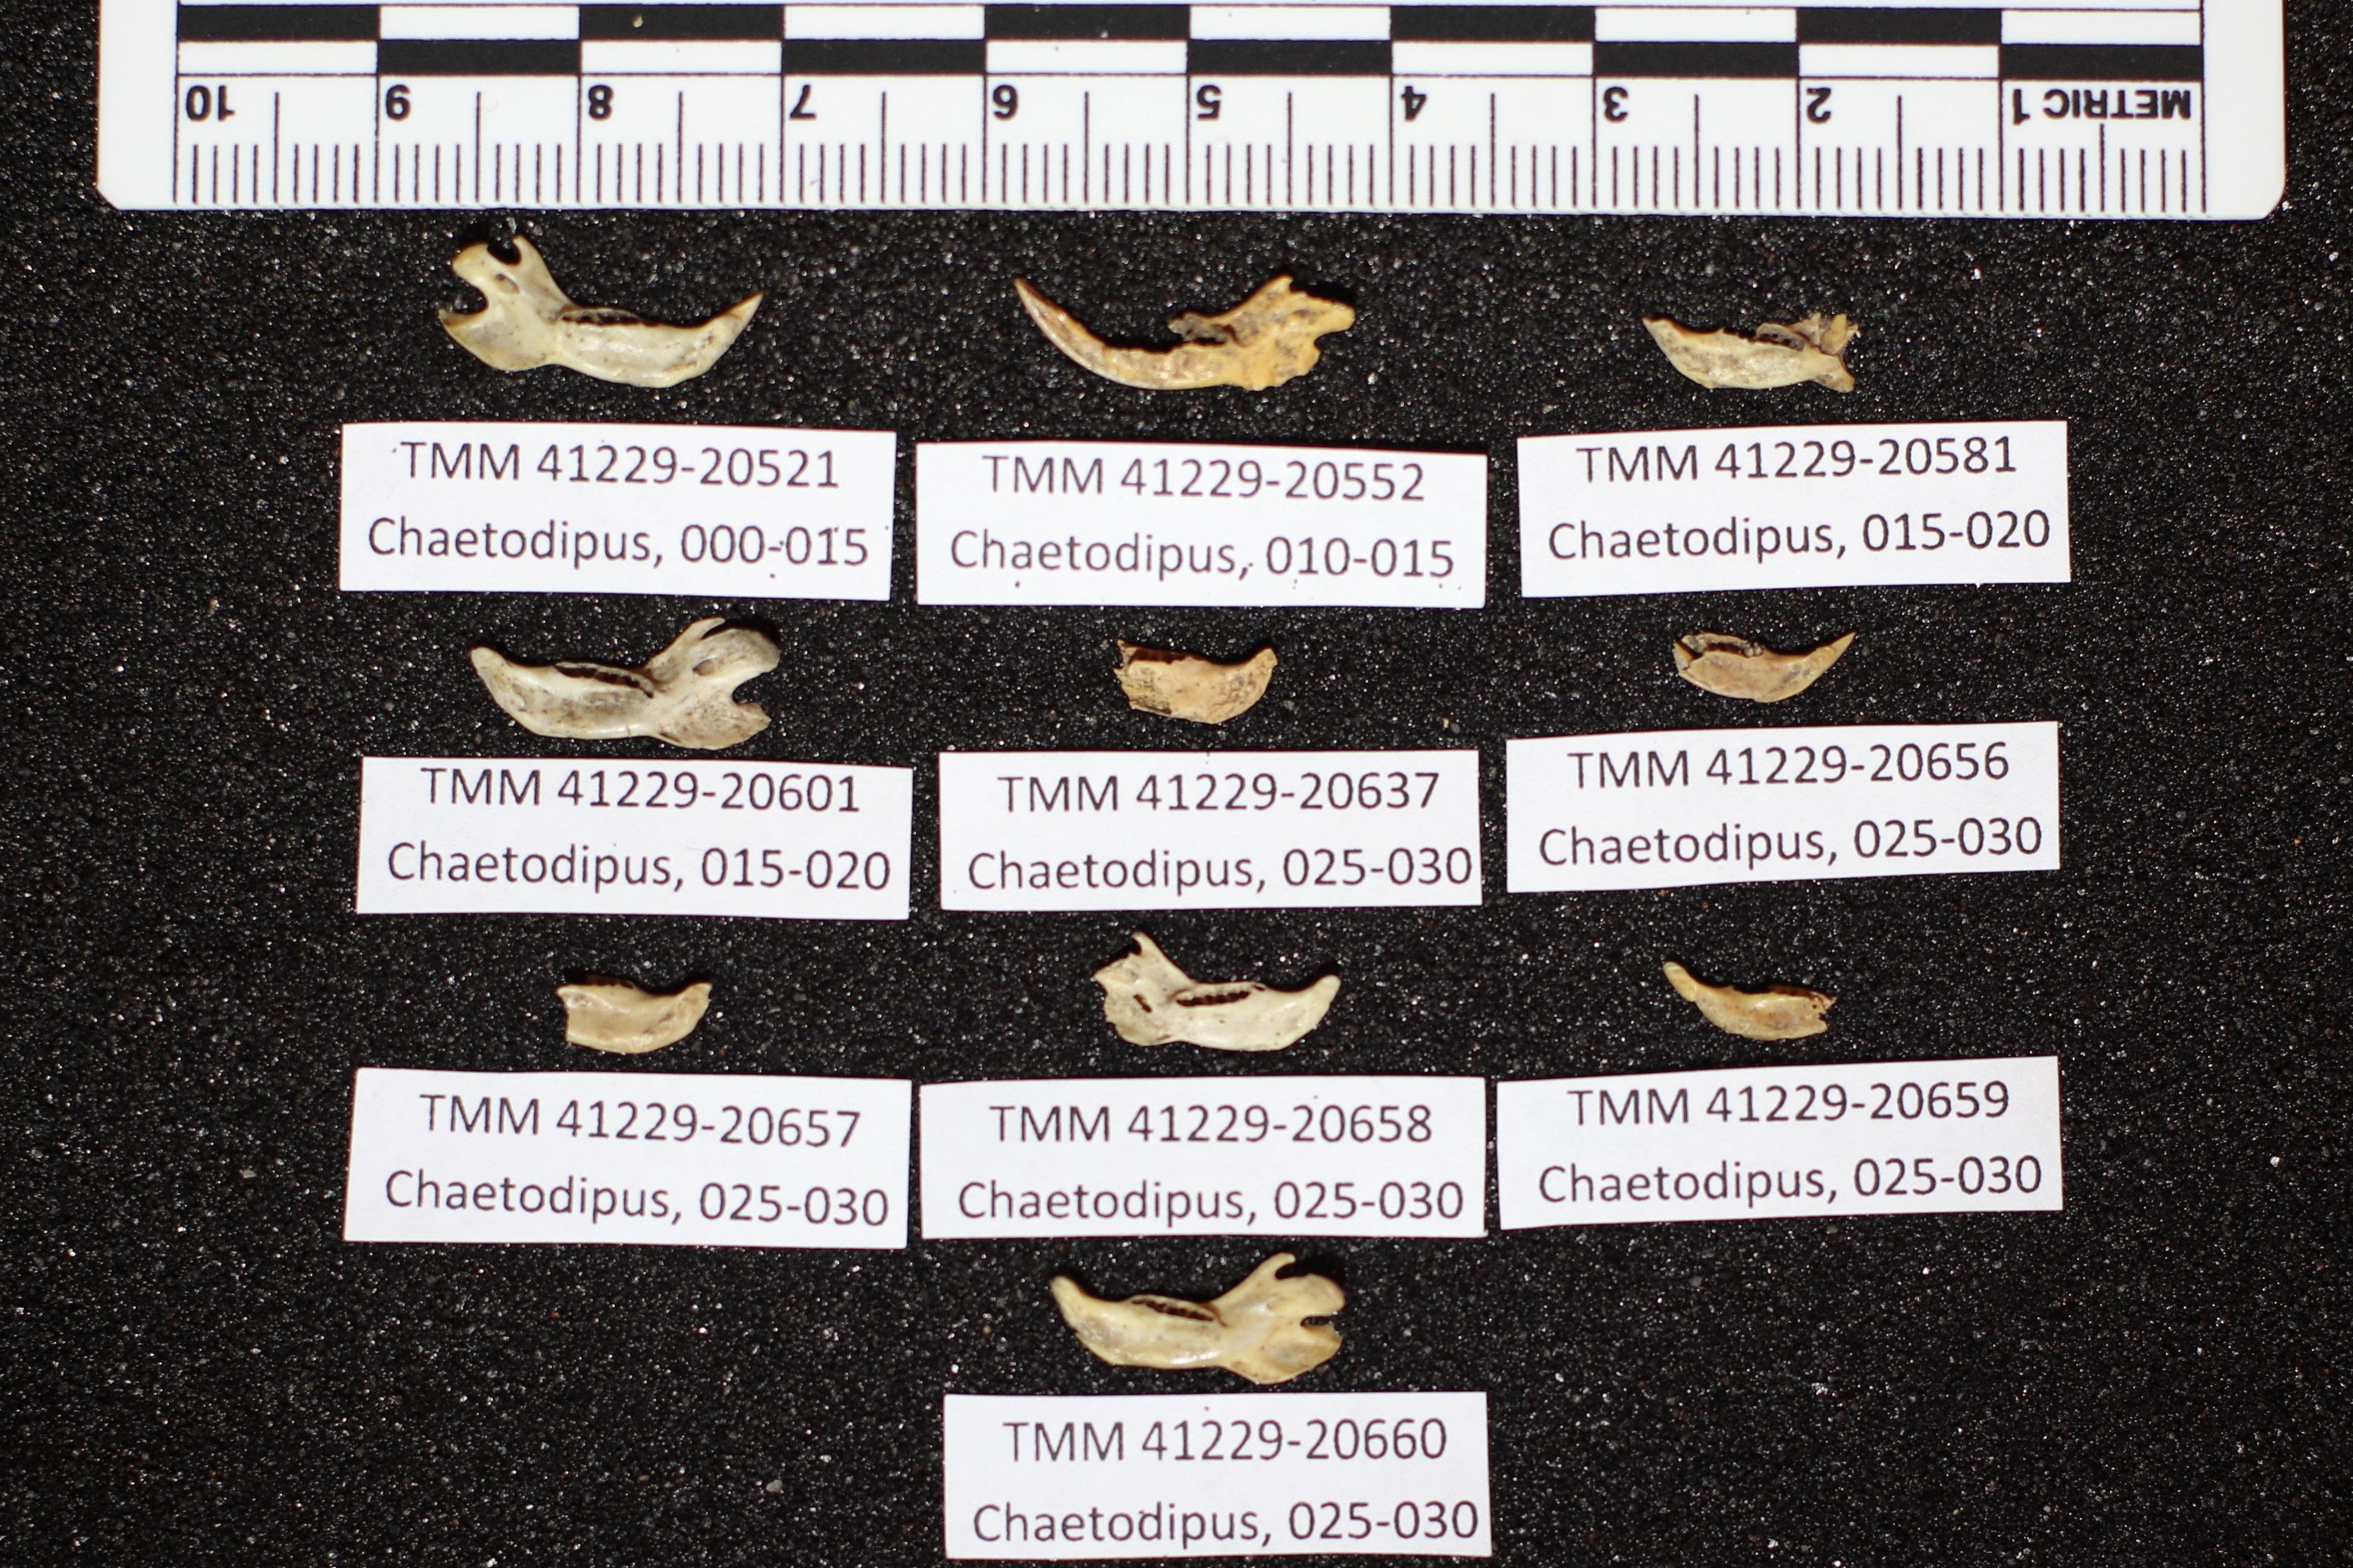 10 9 8 7 6 5 4 3 2 METRIC 1
TMM 41229-20521
Chaetodipus, 000-015
TMM 41229-20552
Chaetodipus, 010-015
TMM 41229-20581
Chaetodipus, 015-020
TMM 41229-20601
Chaetodipus, 015-020
TMM 41229-20637
Chaetodipus, 025-030
TMM 41229-20656
Chaetodipus, 025-030
TMM 41229-20657
Chaetodipus, 025-030
TMM 41229-20658
Chaetodipus, 025-030
TMM 41229-20659
Chaetodipus, 025-030
TMM 41229-20660
Chaetodipus, 025-030